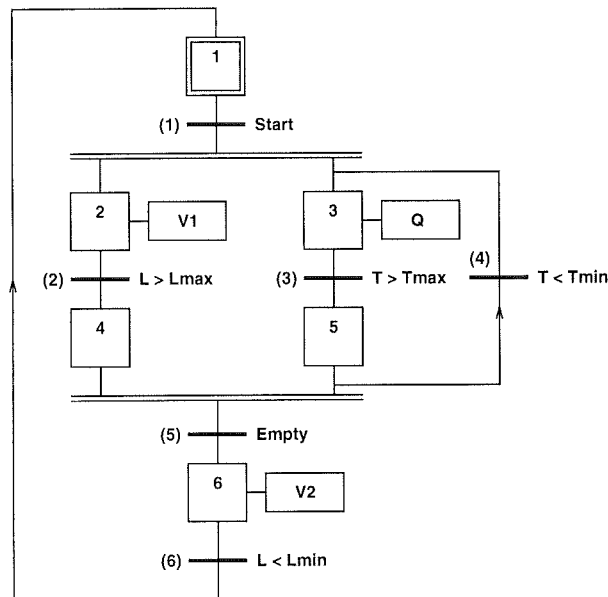 1
(1) Start
2 V1 3 Q
(2) L > Lmax (3) T > Tmax (4) T < Tmin
4 5
(5) Empty
6 V2
(6) L < Lmin